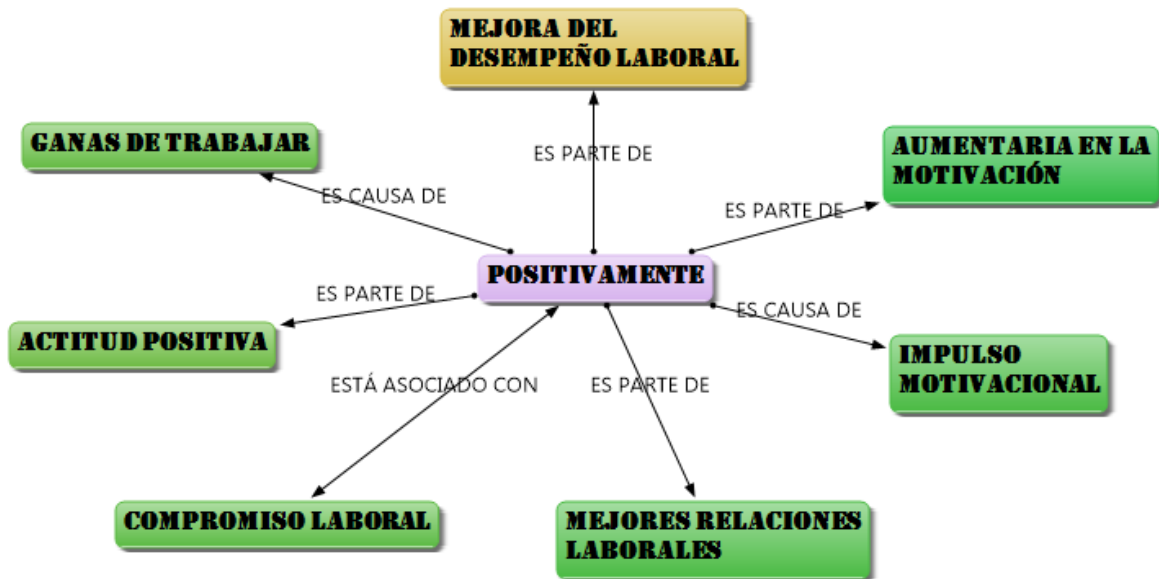 MEJORA DEL
DESEMPEÑO LABORAL
GANAS DE TRABAJAR
ES PARTE DE
AUMENTARIA EN LA
MOTIVACIÓN
ES CAUSA DE
ES PARTE DE
POSITIVAMENTE
ES PARTE DE
ES CAUSA DE
ACTITUD POSITIVA
IMPULSO
MOTIVACIONAL
ESTÁ ASOCIADO CON
ES PARTE DE
COMPROMISO LABORAL
MEJORES RELACIONES
LABORALES